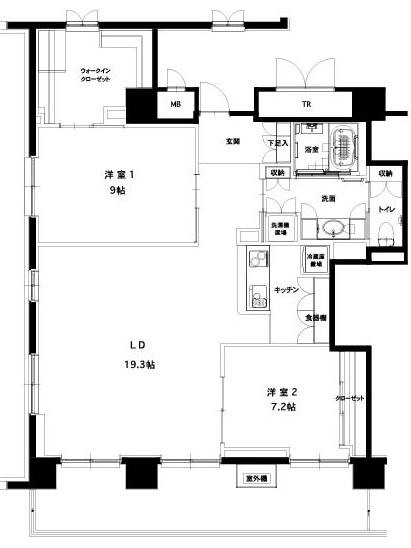 ウォークイン
クローゼット
MB
TR
玄関
下足入
浴室
洋室1
9帖
収納
洗面
収納
トイレ
洗濯機
置場
冷蔵庫
置場
キッチン
食器棚
LD
19.3帖
洋室2
7.2帖
クローゼット
室外機